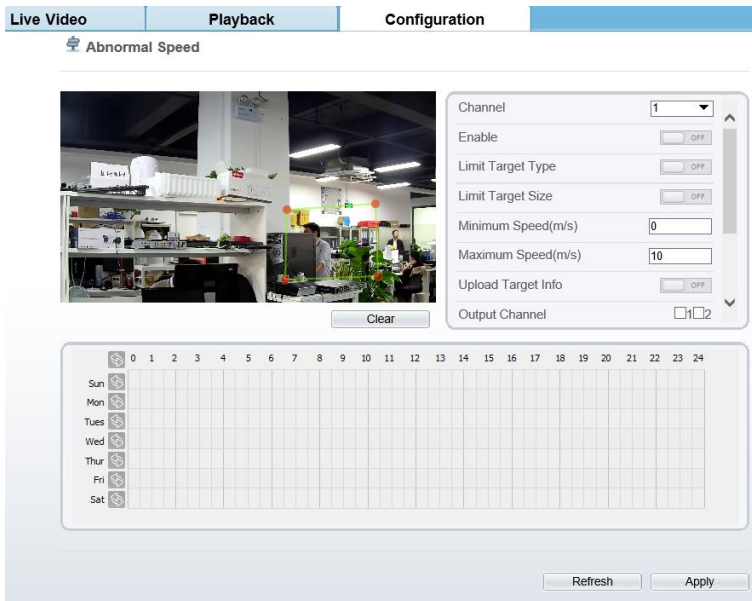 Live Video Playback Configuration
Abnormal Speed
Channel 1
Enable OFF
Limit Target Type OFF
Limit Target Size OFF
Minimum Speed(m/s) 0
Maximum Speed(m/s) 10
Upload Target Info OFF
Output Channel 1 2
Clear
0 1 2 3 4 5 6 7 8 9 10 11 12 13 14 15 16 17 18 19 20 21 22 23 24
Sun
Mon
Tues
Wed
Thur
Fri
Sat
Refresh Apply